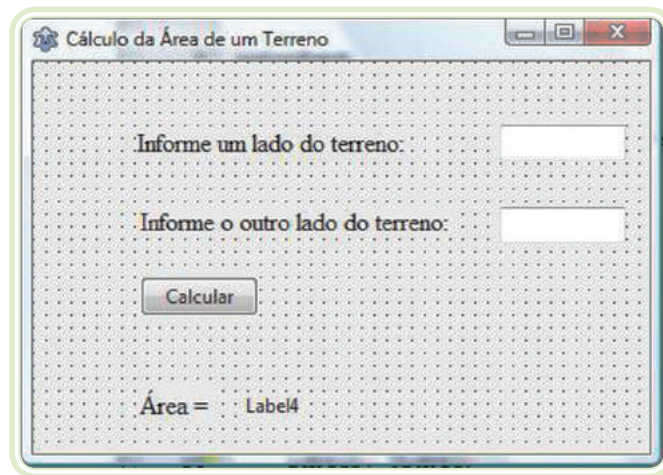 Cálculo da Área de um Terreno
Informe um lado do terreno:
Informe o outro lado do terreno:
Calcular
Área = Label4